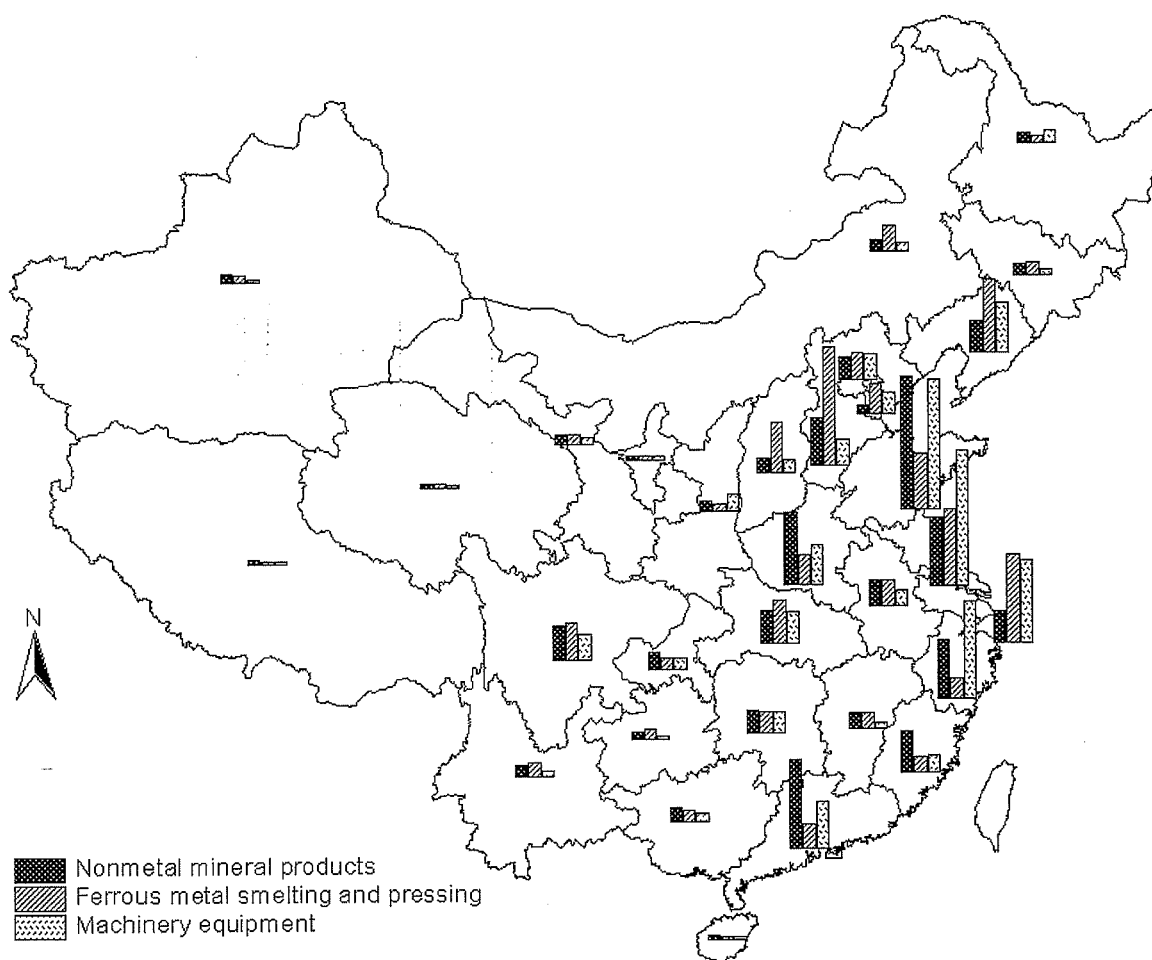 N
Nonmetal mineral products
Ferrous metal smelting and pressing
Machinery equipment